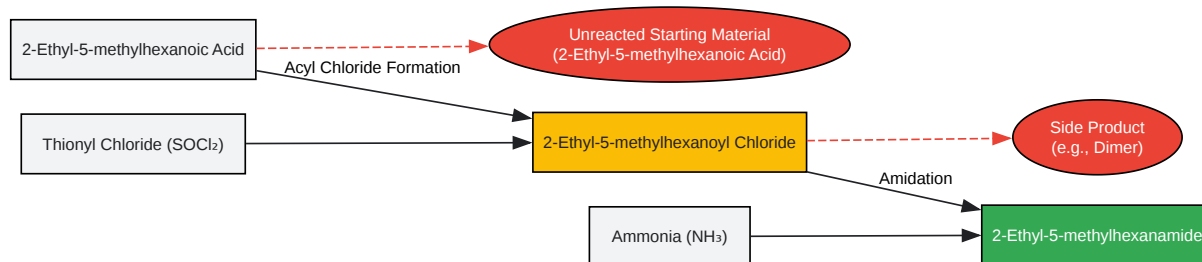 2-Ethyl-5-methylhexanoic Acid
Unreacted Starting Material
(2-Ethyl-5-methylhexanoic Acid)
Acyl Chloride Formation
Thionyl Chloride (SOCl₂)
2-Ethyl-5-methylhexanoyl Chloride
Side Product
(e.g., Dimer)
Amidation
Ammonia (NH₃)
2-Ethyl-5-methylhexanamide